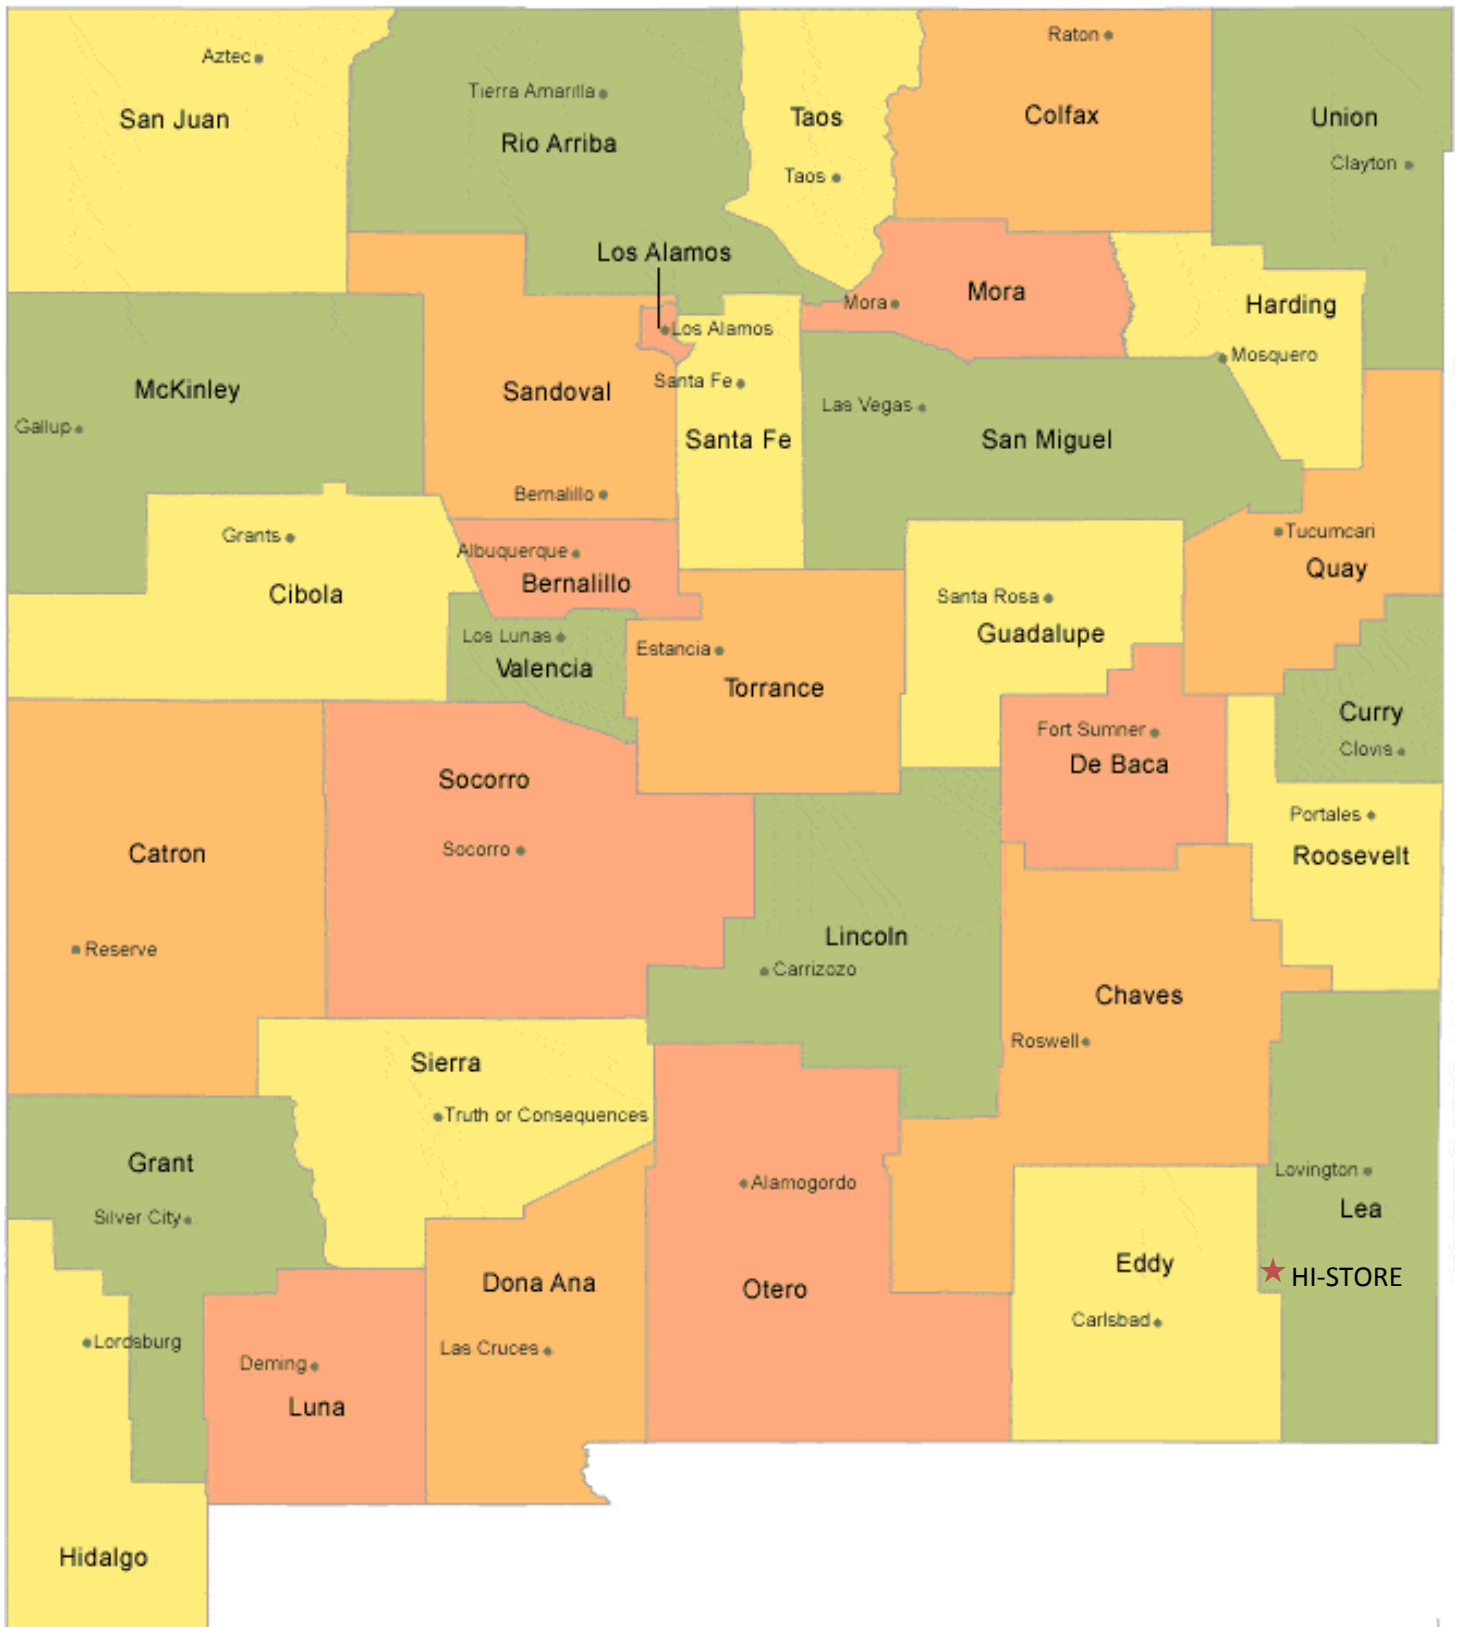 Aztec
San Juan
Tierra Amarilla
Rio Arriba
Taos
Taos
Raton
Colfax
Union
Clayton
Los Alamos
Mora
Mora
Harding
Mosquero
Los Alamos
Santa Fe
Santa Fe
McKinley
Gallup
Sandoval
Bernalillo
Las Vegas
San Miguel
Grants
Cibola
Albuquerque
Bernalillo
Tucumcari
Quay
Santa Rosa
Guadalupe
Los Lunas
Valencia
Estancia
Torrance
Curry
Clovis
Fort Sumner
De Baca
Socorro
Socorro
Portales
Roosevelt
Catron
Reserve
Lincoln
Carrizozo
Chaves
Roswell
Sierra
Truth or Consequences
Grant
Silver City
Alamogordo
Otero
Lovington
Lea
Eddy
Carlsbad
HI-STORE
Dona Ana
Las Cruces
Lordsburg
Deming
Luna
Hidalgo